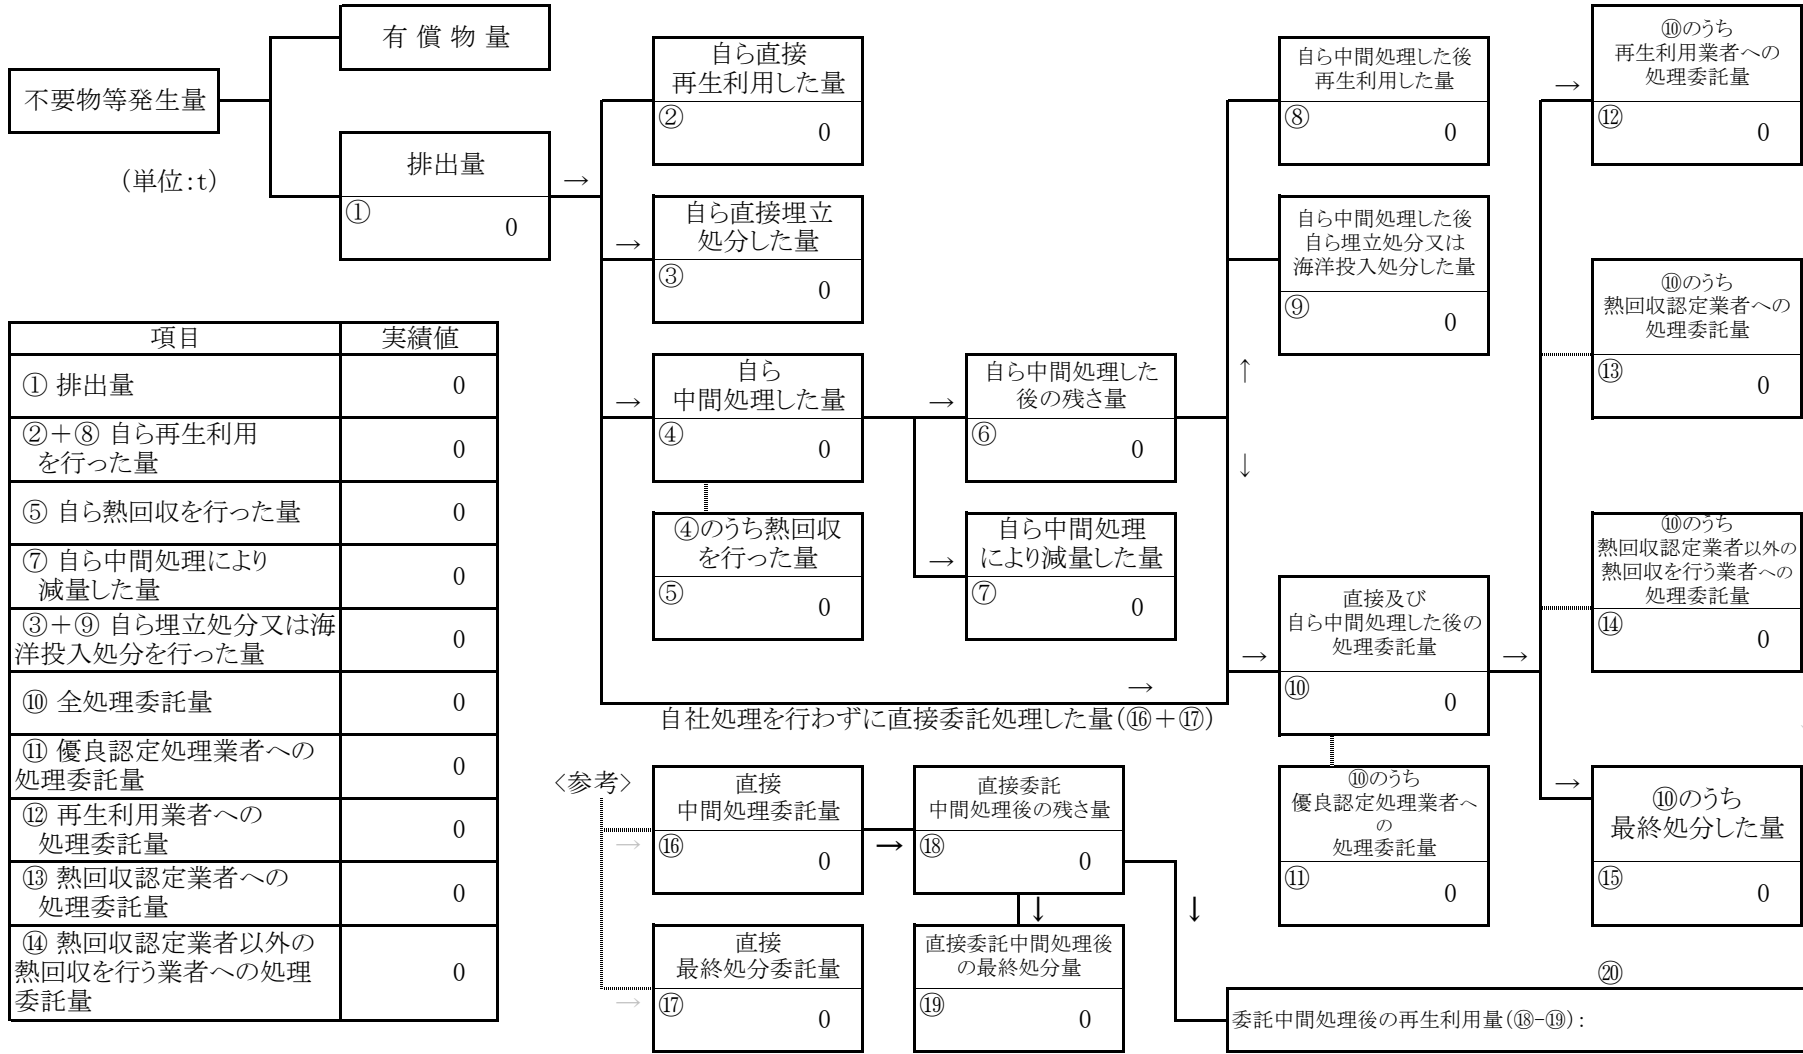 不要物等発生量
(単位:t)
有償物量
排出量
①
0
→
自ら直接
再生利用した量
②
0
→
自ら直接埋立
処分した量
③
0
→
自ら
中間処理した量
④
0
④のうち熱回収
を行った量
⑤
0
→
自ら中間処理した
後の残さ量
⑥
0
→
自ら中間処理
により減量した量
⑦
0
↑
↓
自ら中間処理した後
再生利用した量
⑧
0
自ら中間処理した後
自ら埋立処分又は
海洋投入処分した量
⑨
0
→
自社処理を行わずに直接委託処理した量(⑯+⑰)
→
直接及び
自ら中間処理した後の
処理委託量
⑩
0
→
⑩のうち
優良認定処理業者へ
の
処理委託量
⑪
0
→
⑩のうち
再生利用業者への
処理委託量
⑫
0
⑩のうち
熱回収認定業者への
処理委託量
⑬
0
⑩のうち
熱回収認定業者以外の
熱回収を行う業者への
処理委託量
⑭
0
→
⑩のうち
最終処分した量
⑮
0
項目 実績値
① 排出量 0
②+⑧ 自ら再生利用
を行った量 0
⑤ 自ら熱回収を行った量 0
⑦ 自ら中間処理により
減量した量 0
③+⑨ 自ら埋立処分又は海
洋投入処分を行った量 0
⑩ 全処理委託量 0
⑪ 優良認定処理業者への
処理委託量 0
⑫ 再生利用業者への
処理委託量 0
⑬ 熱回収認定業者への
処理委託量 0
⑭ 熱回収認定業者以外の
熱回収を行う業者への処理
委託量 0
<参考>
→
直接
中間処理委託量
⑯
0
→
直接
最終処分委託量
⑰
0
→
直接委託
中間処理後の残さ量
⑱
0
↓
直接委託中間処理後
の最終処分量
⑲
0
↓
⑳
委託中間処理後の再生利用量(⑱-⑲):